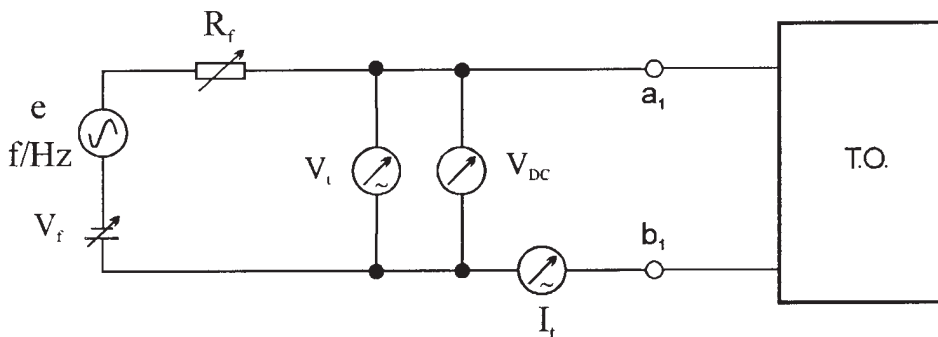 R_f
e
f/Hz
V_f
V_t
V_DC
a_1
b_1
I_t
T.O.